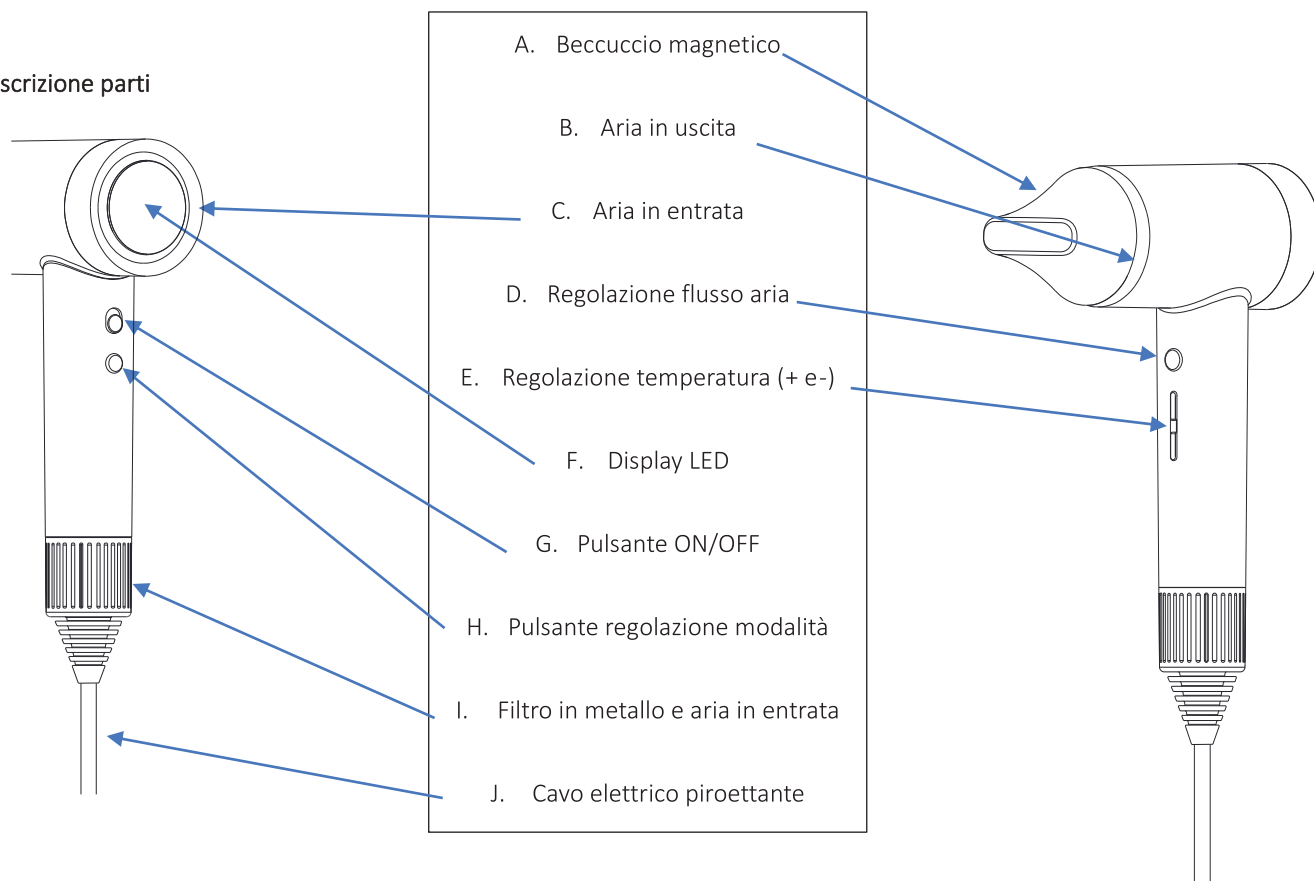 scrizione parti
A. Beccuccio magnetico
B. Aria in uscita
C. Aria in entrata
D. Regolazione flusso aria
E. Regolazione temperatura (+ e-)
F. Display LED
G. Pulsante ON/OFF
H. Pulsante regolazione modalità
I. Filtro in metallo e aria in entrata
J. Cavo elettrico piroettante